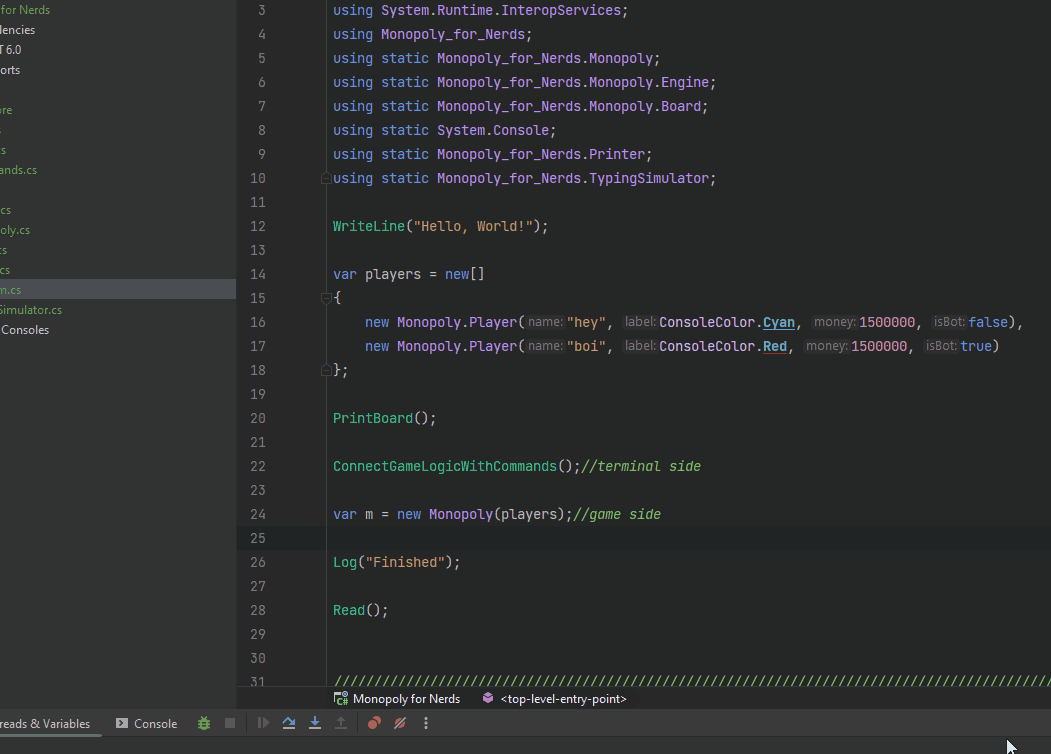 for Nerds
dencies
T 6.0
orts
ore
s
rs
ands.cs
.cs
oly.cs
ts
cs
m.cs
Simulator.cs
Consoles
3 using System.Runtime.InteropServices;
4 using Monopoly_for_Nerds;
5 using static Monopoly_for_Nerds.Monopoly;
6 using static Monopoly_for_Nerds.Monopoly.Engine;
7 using static Monopoly_for_Nerds.Monopoly.Board;
8 using static System.Console;
9 using static Monopoly_for_Nerds.Printer;
10 using static Monopoly_for_Nerds.TypingSimulator;
11
12 WriteLine("Hello, World!");
13
14 var players = new[]
15 {
16 new Monopoly.Player( name: "hey", label: ConsoleColor.Cyan, money: 1500000, isBot: false),
17 new Monopoly.Player( name: "boi", label: ConsoleColor.Red, money: 1500000, isBot: true)
18 };
19
20 PrintBoard();
21
22 ConnectGameLogicWithCommands();//terminal side
23
24 var m = new Monopoly(players);//game side
25
26 Log("Finished");
27
28 Read();
29
30
31 //////////////////////////////////////////////////////////////////////////////////////////
Monopoly for Nerds <top-level-entry-point>
reads & Variables Console